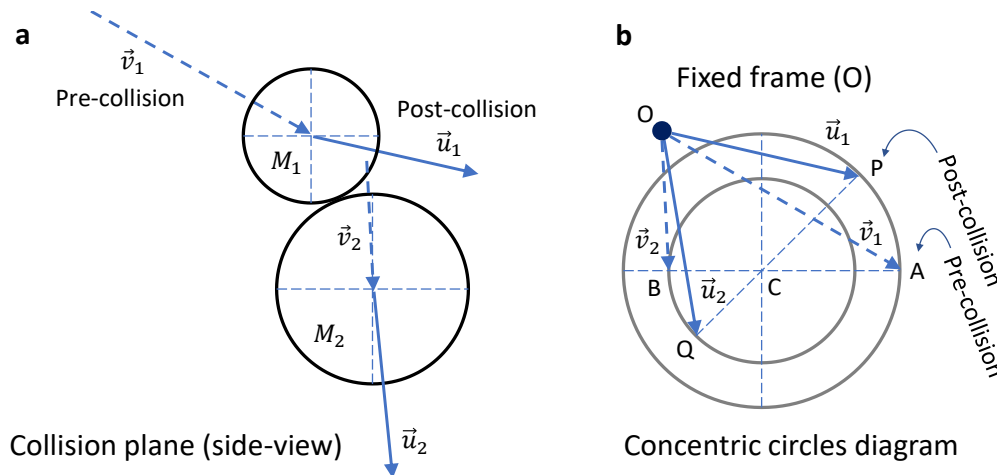 a
v⃗₁
Pre-collision
Post-collision
u⃗₁
M₁
v⃗₂
M₂
u⃗₂
Collision plane (side-view)
b
Fixed frame (O)
O
u⃗₁
P
Post-collision
v⃗₂
v⃗₁
A
Pre-collision
B
u⃗₂
C
Q
Concentric circles diagram